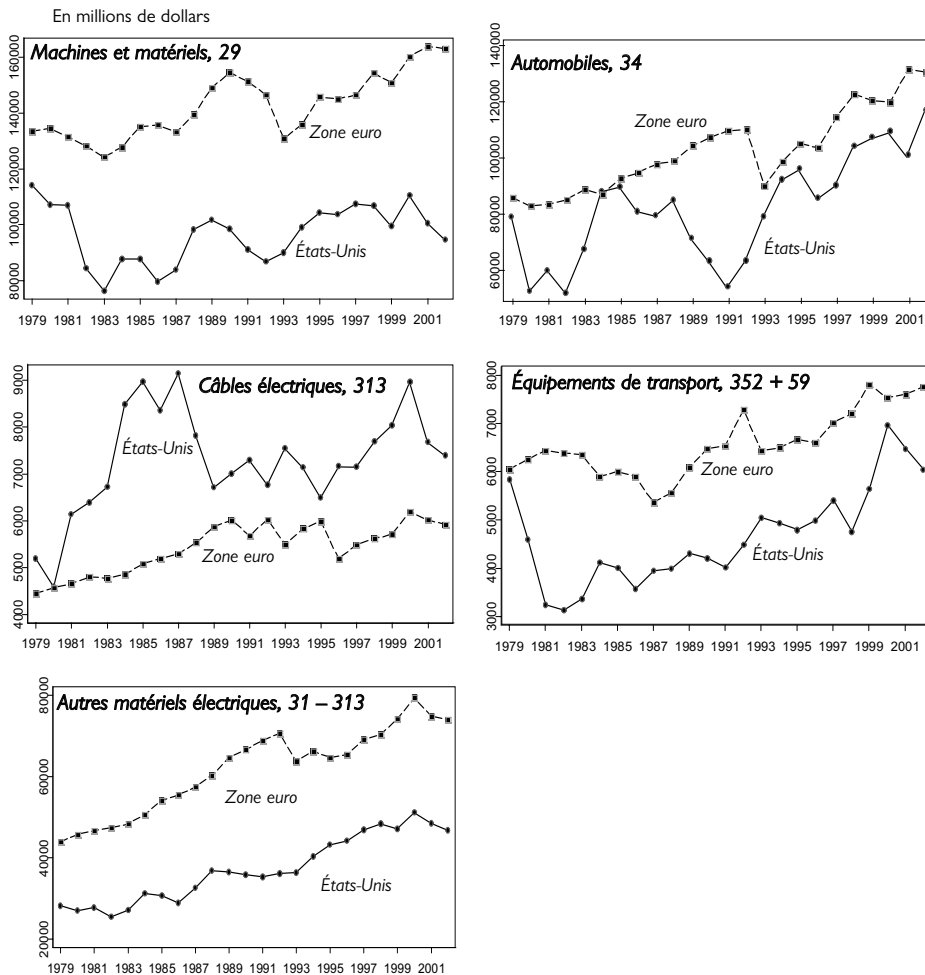 En millions de dollars
Machines et matériels, 29
160000
140000
120000
100000
80000
Zone euro
États-Unis
1979 1981 1983 1985 1987 1989 1991 1993 1995 1997 1999 2001
Automobiles, 34
140000
120000
100000
80000
60000
Zone euro
États-Unis
1979 1981 1983 1985 1987 1989 1991 1993 1995 1997 1999 2001
Câbles électriques, 313
9000
8000
7000
6000
5000
4000
États-Unis
Zone euro
1979 1981 1983 1985 1987 1989 1991 1993 1995 1997 1999 2001
Équipements de transport, 352 + 59
8000
7000
6000
5000
4000
3000
Zone euro
États-Unis
1979 1981 1983 1985 1987 1989 1991 1993 1995 1997 1999 2001
Autres matériels électriques, 31 – 313
80000
60000
40000
20000
Zone euro
États-Unis
1979 1981 1983 1985 1987 1989 1991 1993 1995 1997 1999 2001